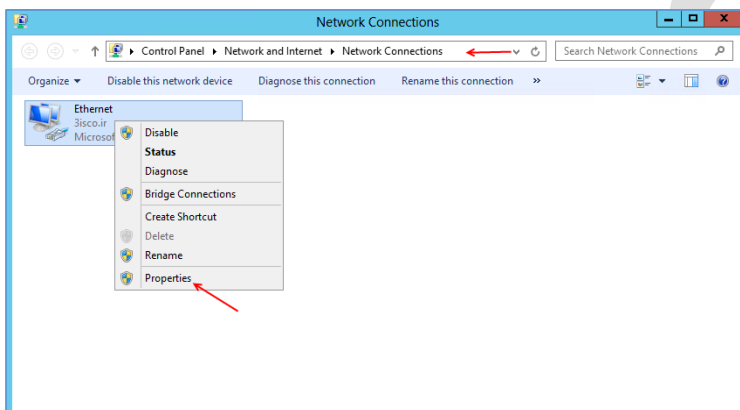 Network Connections
Control Panel Network and Internet Network Connections
Search Network Connections
Organize Disable this network device Diagnose this connection Rename this connection »
Ethernet
3isco.ir
Disable
Status
Diagnose
Bridge Connections
Create Shortcut
Delete
Rename
Properties